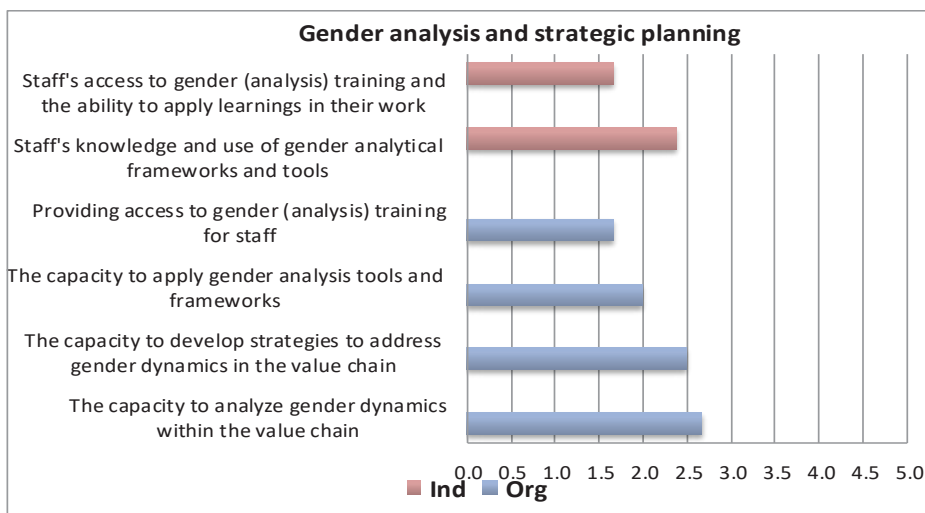 Gender analysis and strategic planning
Staff's access to gender (analysis) training and
the ability to apply learnings in their work
Staff's knowledge and use of gender analytical
frameworks and tools
Providing access to gender (analysis) training
for staff
The capacity to apply gender analysis tools and
frameworks
The capacity to develop strategies to address
gender dynamics in the value chain
The capacity to analyze gender dynamics
within the value chain
0.0 0.5 1.0 1.5 2.0 2.5 3.0 3.5 4.0 4.5 5.0
Ind Org